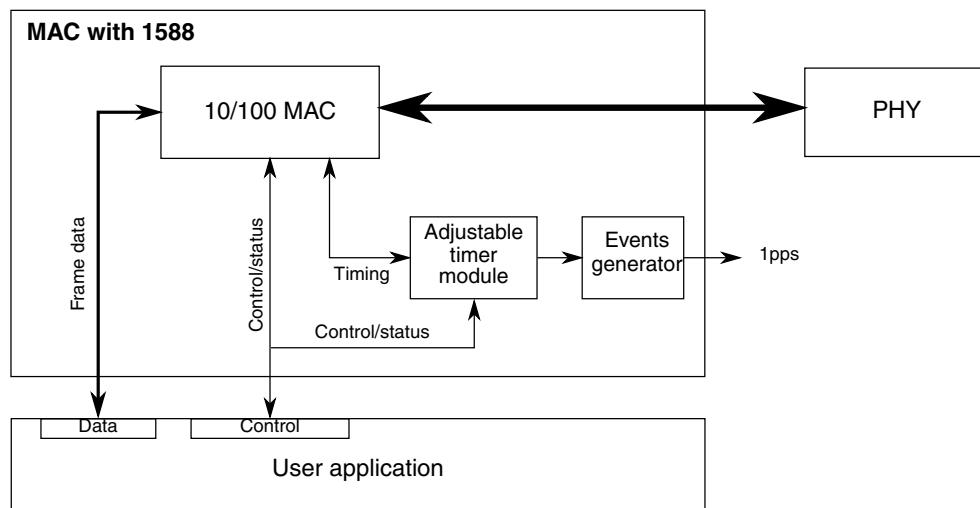 MAC with 1588
10/100 MAC
PHY
Frame data
Control/status
Timing
Adjustable
timer
module
Events
generator
1pps
Control/status
Data
Control
User application